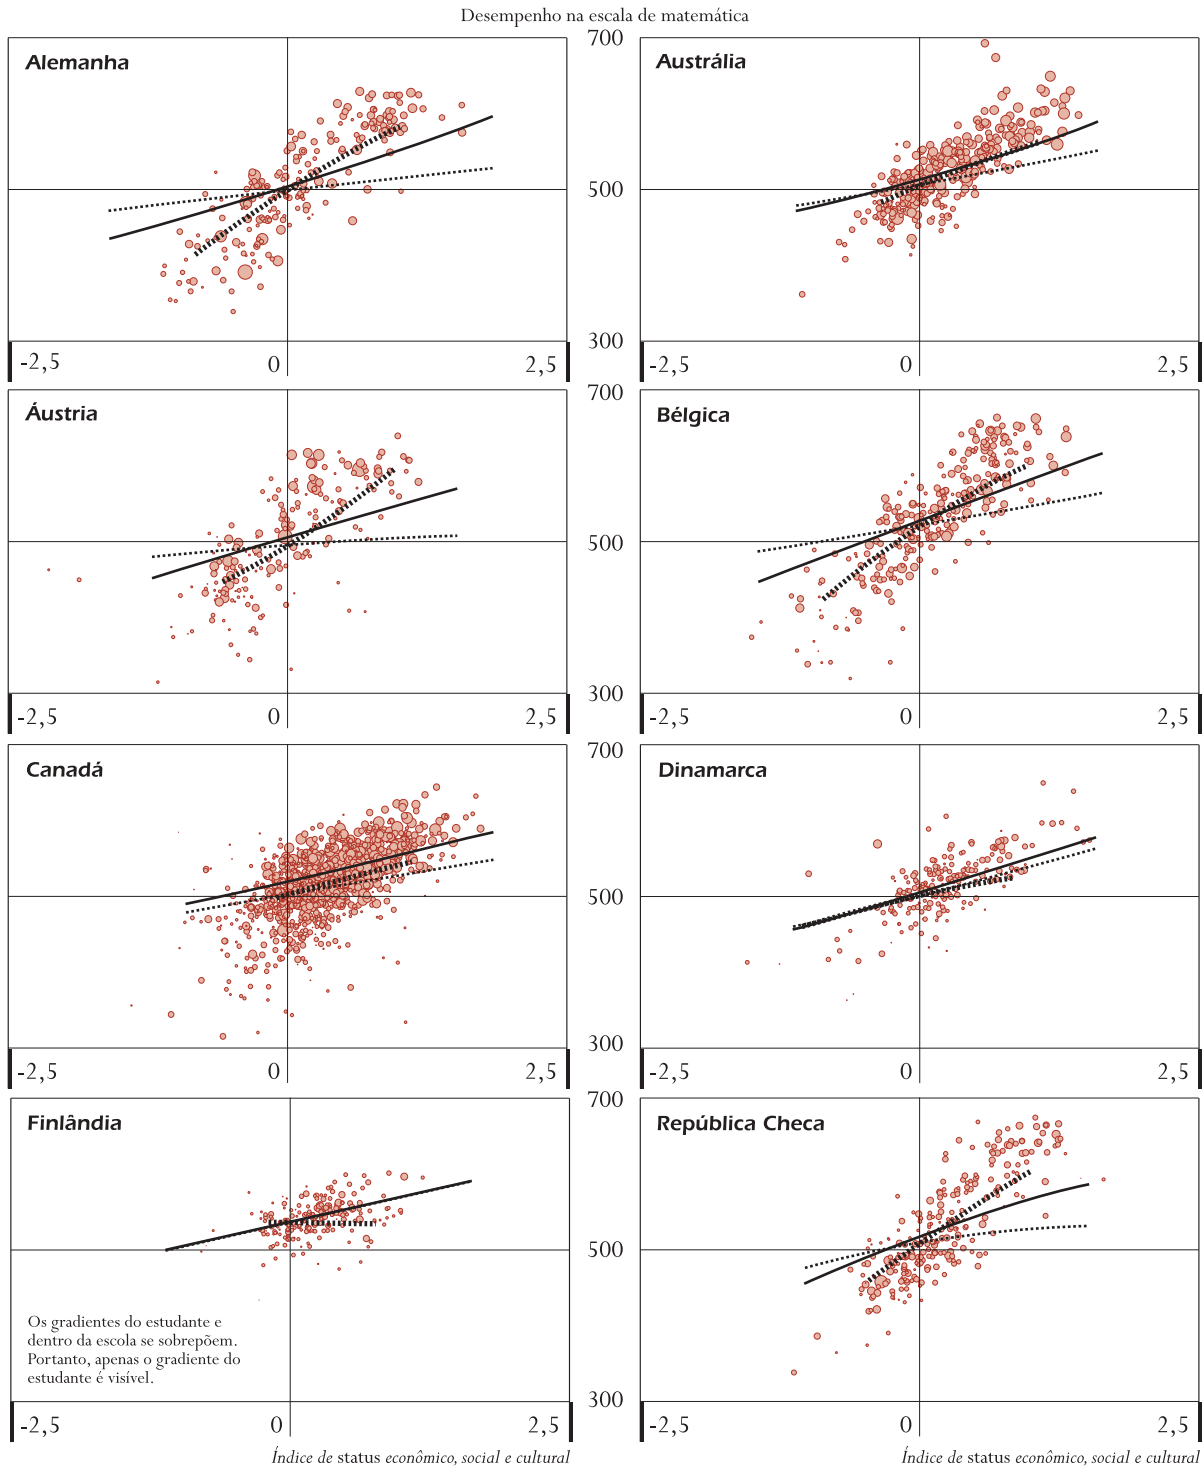 Desempenho na escala de matemática
700
Alemanha
Austrália
500
300
-2,5
0
2,5
-2,5
0
2,5
700
Áustria
Bélgica
500
300
-2,5
0
2,5
-2,5
0
2,5
700
Canadá
Dinamarca
500
300
-2,5
0
2,5
-2,5
0
2,5
700
Finlândia
República Checa
500
Os gradientes do estudante e
dentro da escola se sobrepõem.
Portanto, apenas o gradiente do
estudante é visível.
300
-2,5
0
2,5
-2,5
0
2,5
Índice de status econômico, social e cultural
Índice de status econômico, social e cultural